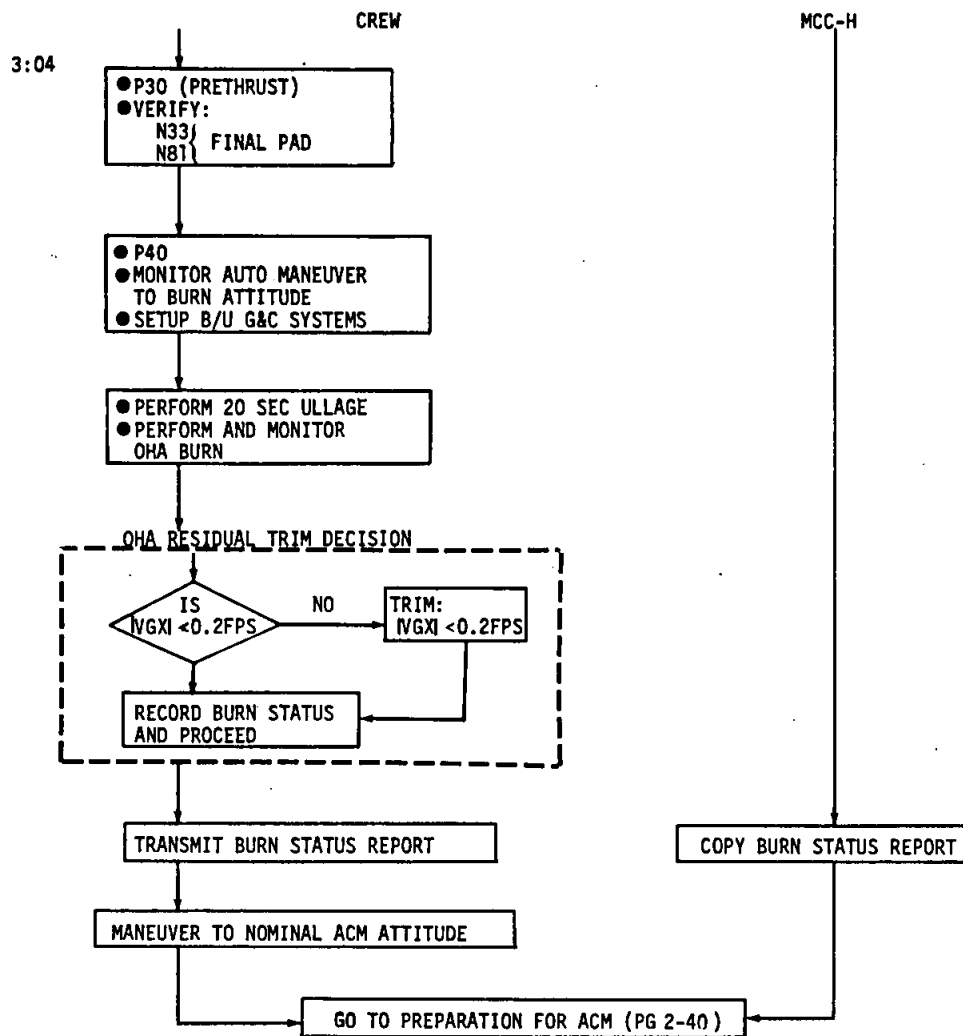 CREW
MCC-H
3:04
●P30 (PRETHRUST)
●VERIFY:
N33
N81
} FINAL PAD
●P40
●MONITOR AUTO MANEUVER
TO BURN ATTITUDE
●SETUP B/U G&C SYSTEMS
●PERFORM 20 SEC ULLAGE
●PERFORM AND MONITOR
OHA BURN
OHA RESIDUAL TRIM DECISION
IS
|VGX| <0.2FPS
NO
TRIM:
|VGX| <0.2FPS
RECORD BURN STATUS
AND PROCEED
TRANSMIT BURN STATUS REPORT
COPY BURN STATUS REPORT
MANEUVER TO NOMINAL ACM ATTITUDE
GO TO PREPARATION FOR ACM (PG 2-40)